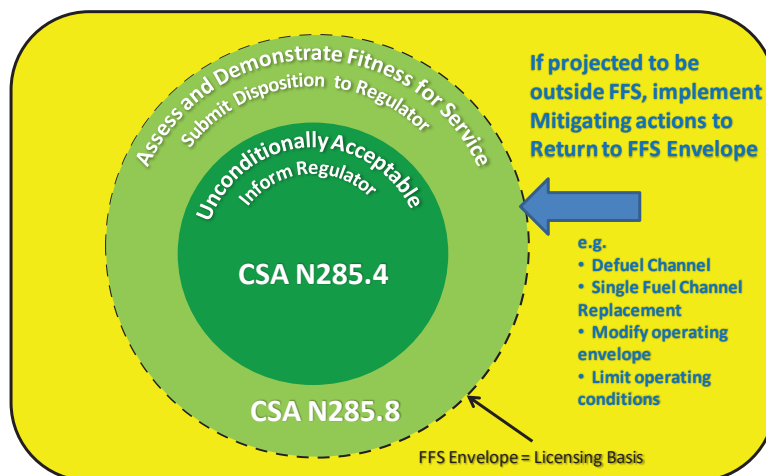 Assess and Demonstrate Fitness for Service
Submit Disposition to Regulator
Unconditionally Acceptable
Inform Regulator
CSA N285.4
CSA N285.8
If projected to be
outside FFS, implement
Mitigating actions to
Return to FFS Envelope
e.g.
• Defuel Channel
• Single Fuel Channel
Replacement
• Modify operating
envelope
• Limit operating
conditions
FFS Envelope = Licensing Basis